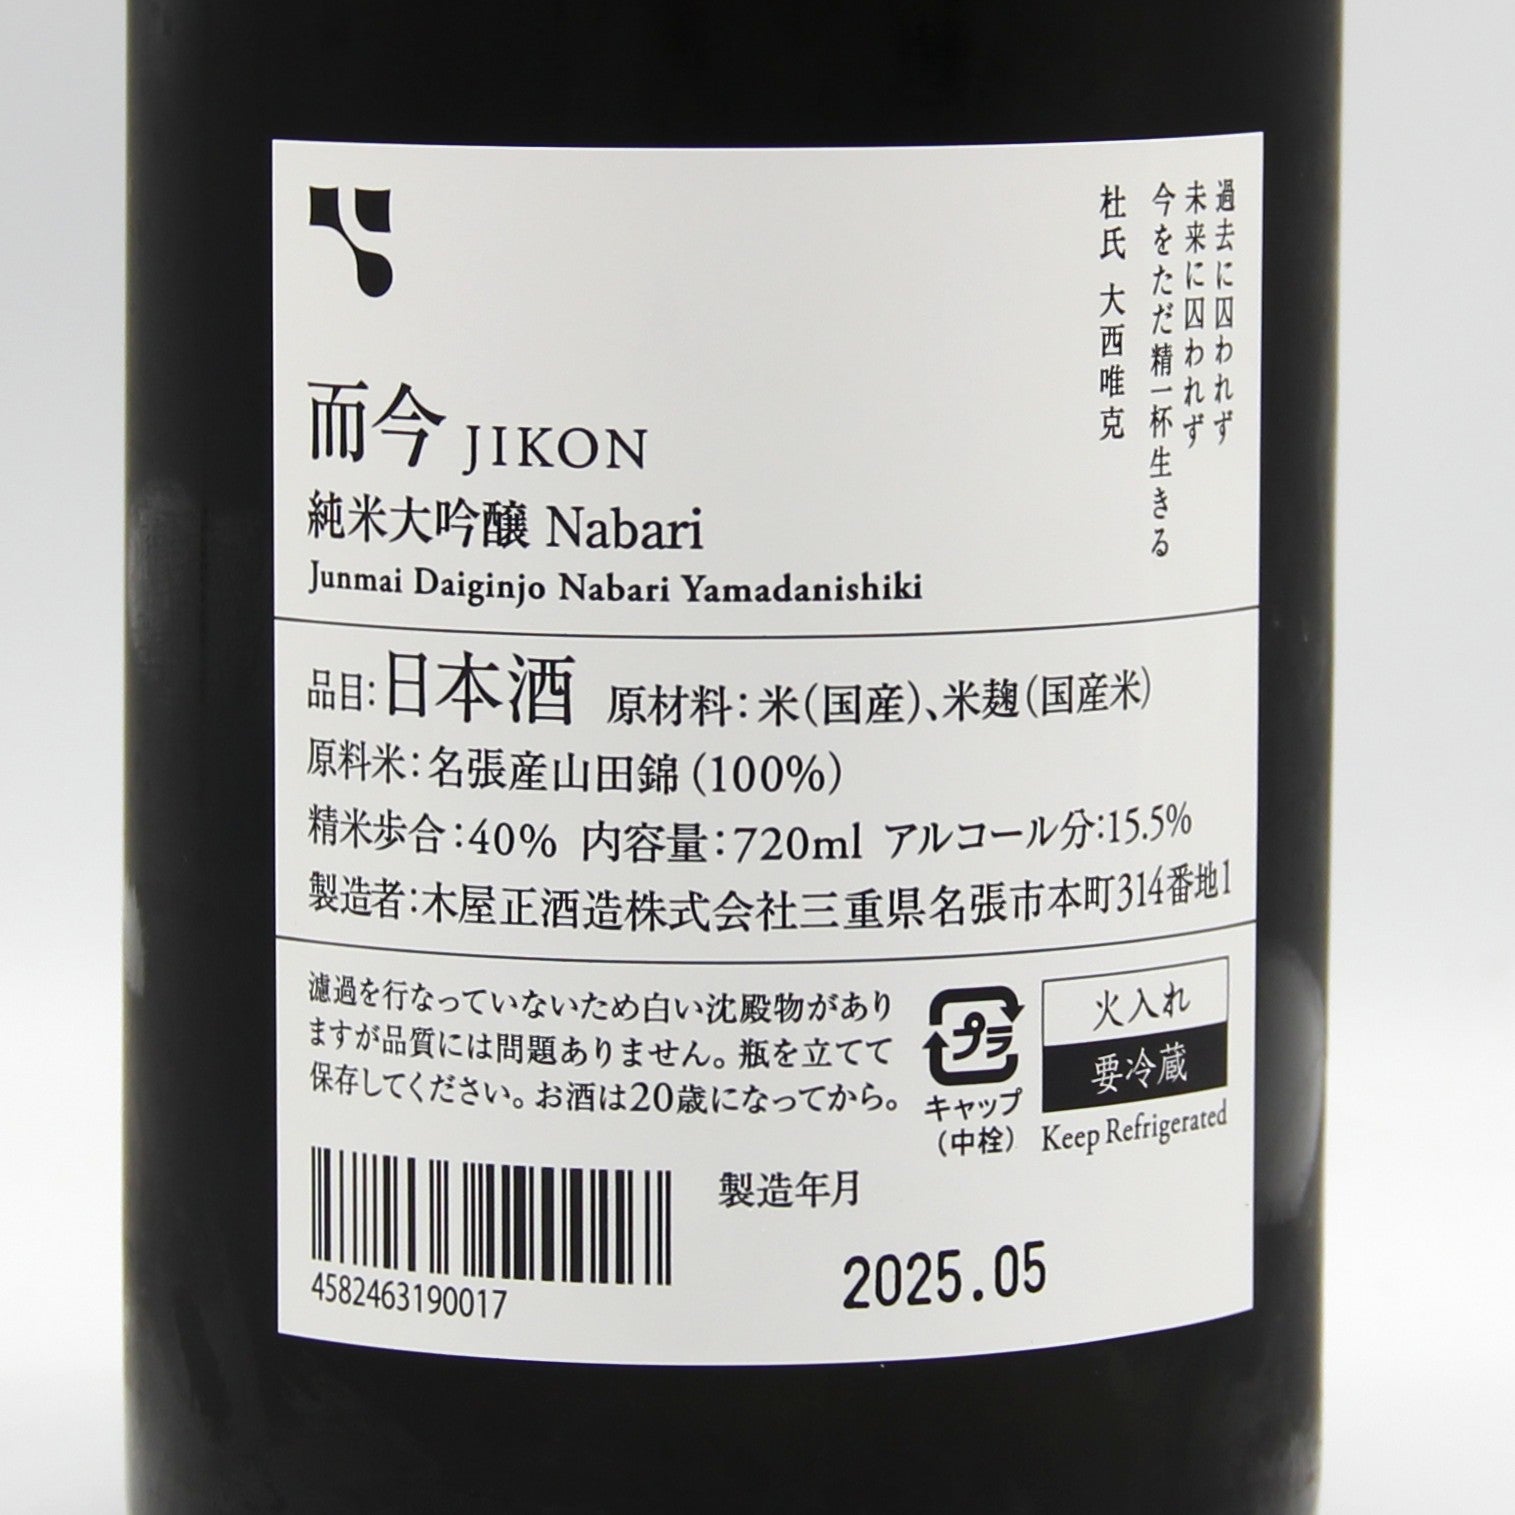 過去に囚われず
未来に囚われず
今をただ精一杯生きる
杜氏 大西唯克
而今 JIKON
純米大吟醸 Nabari
Junmai Daiginjo Nabari Yamadanishiki
品目:日本酒 原材料:米(国産)、米麹(国産米)
原料米:名張産山田錦(100%)
精米歩合:40% 内容量:720ml アルコール分:15.5%
製造者:木屋正酒造株式会社三重県名張市本町314番地1
濾過を行なっていないため白い沈殿物があり
ますが品質には問題ありません。瓶を立てて
保存してください。お酒は20歳になってから。
プラ
キャップ
(中栓)
火入れ
要冷蔵
Keep Refrigerated
4582463190017
製造年月
2025.05